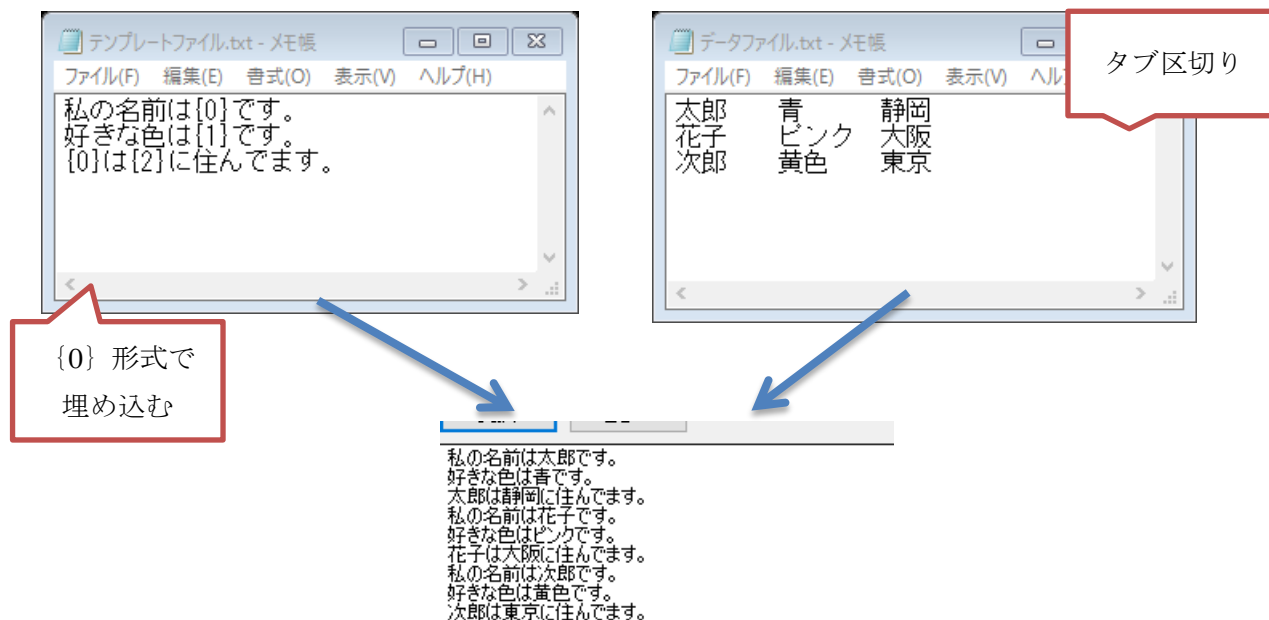 テンプレートファイル.txt - メモ帳
ファイル(F) 編集(E) 書式(O) 表示(V) ヘルプ(H)
私の名前は{0}です。
好きな色は{1}です。
{0}は{2}に住んでます。
{0}形式で
埋め込む
データファイル.txt - メモ帳
ファイル(F) 編集(E) 書式(O) 表示(V)
太郎 青 静岡
花子 ピンク 大阪
次郎 黄色 東京
タブ区切り
私の名前は太郎です。
好きな色は青です。
太郎は静岡に住んでます。
私の名前は花子です。
好きな色はピンクです。
花子は大阪に住んでます。
私の名前は次郎です。
好きな色は黄色です。
次郎は東京に住んでます。